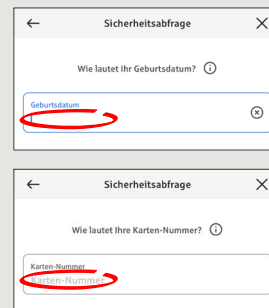 Sicherheitsabfrage
Wie lautet Ihr Geburtsdatum?
Geburtsdatum
Sicherheitsabfrage
Wie lautet Ihre Karten-Nummer?
Karten-Nummer
Karten-Nummer